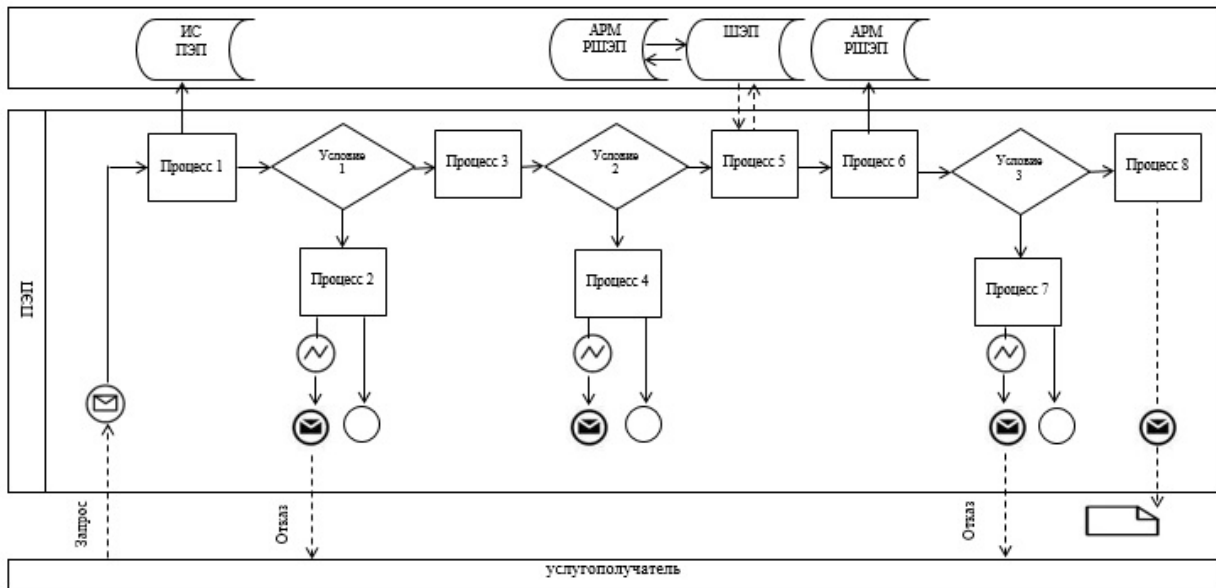 ИС
ПЭП
АРМ
РШЭП
ШЭП
АРМ
РШЭП
ПЭП
Процесс 1
Условие
1
Процесс 3
Условие
2
Процесс 5
Процесс 6
Условие
3
Процесс 8
Процесс 2
Процесс 4
Процесс 7
Запрос
Отказ
Отказ
услугополучатель